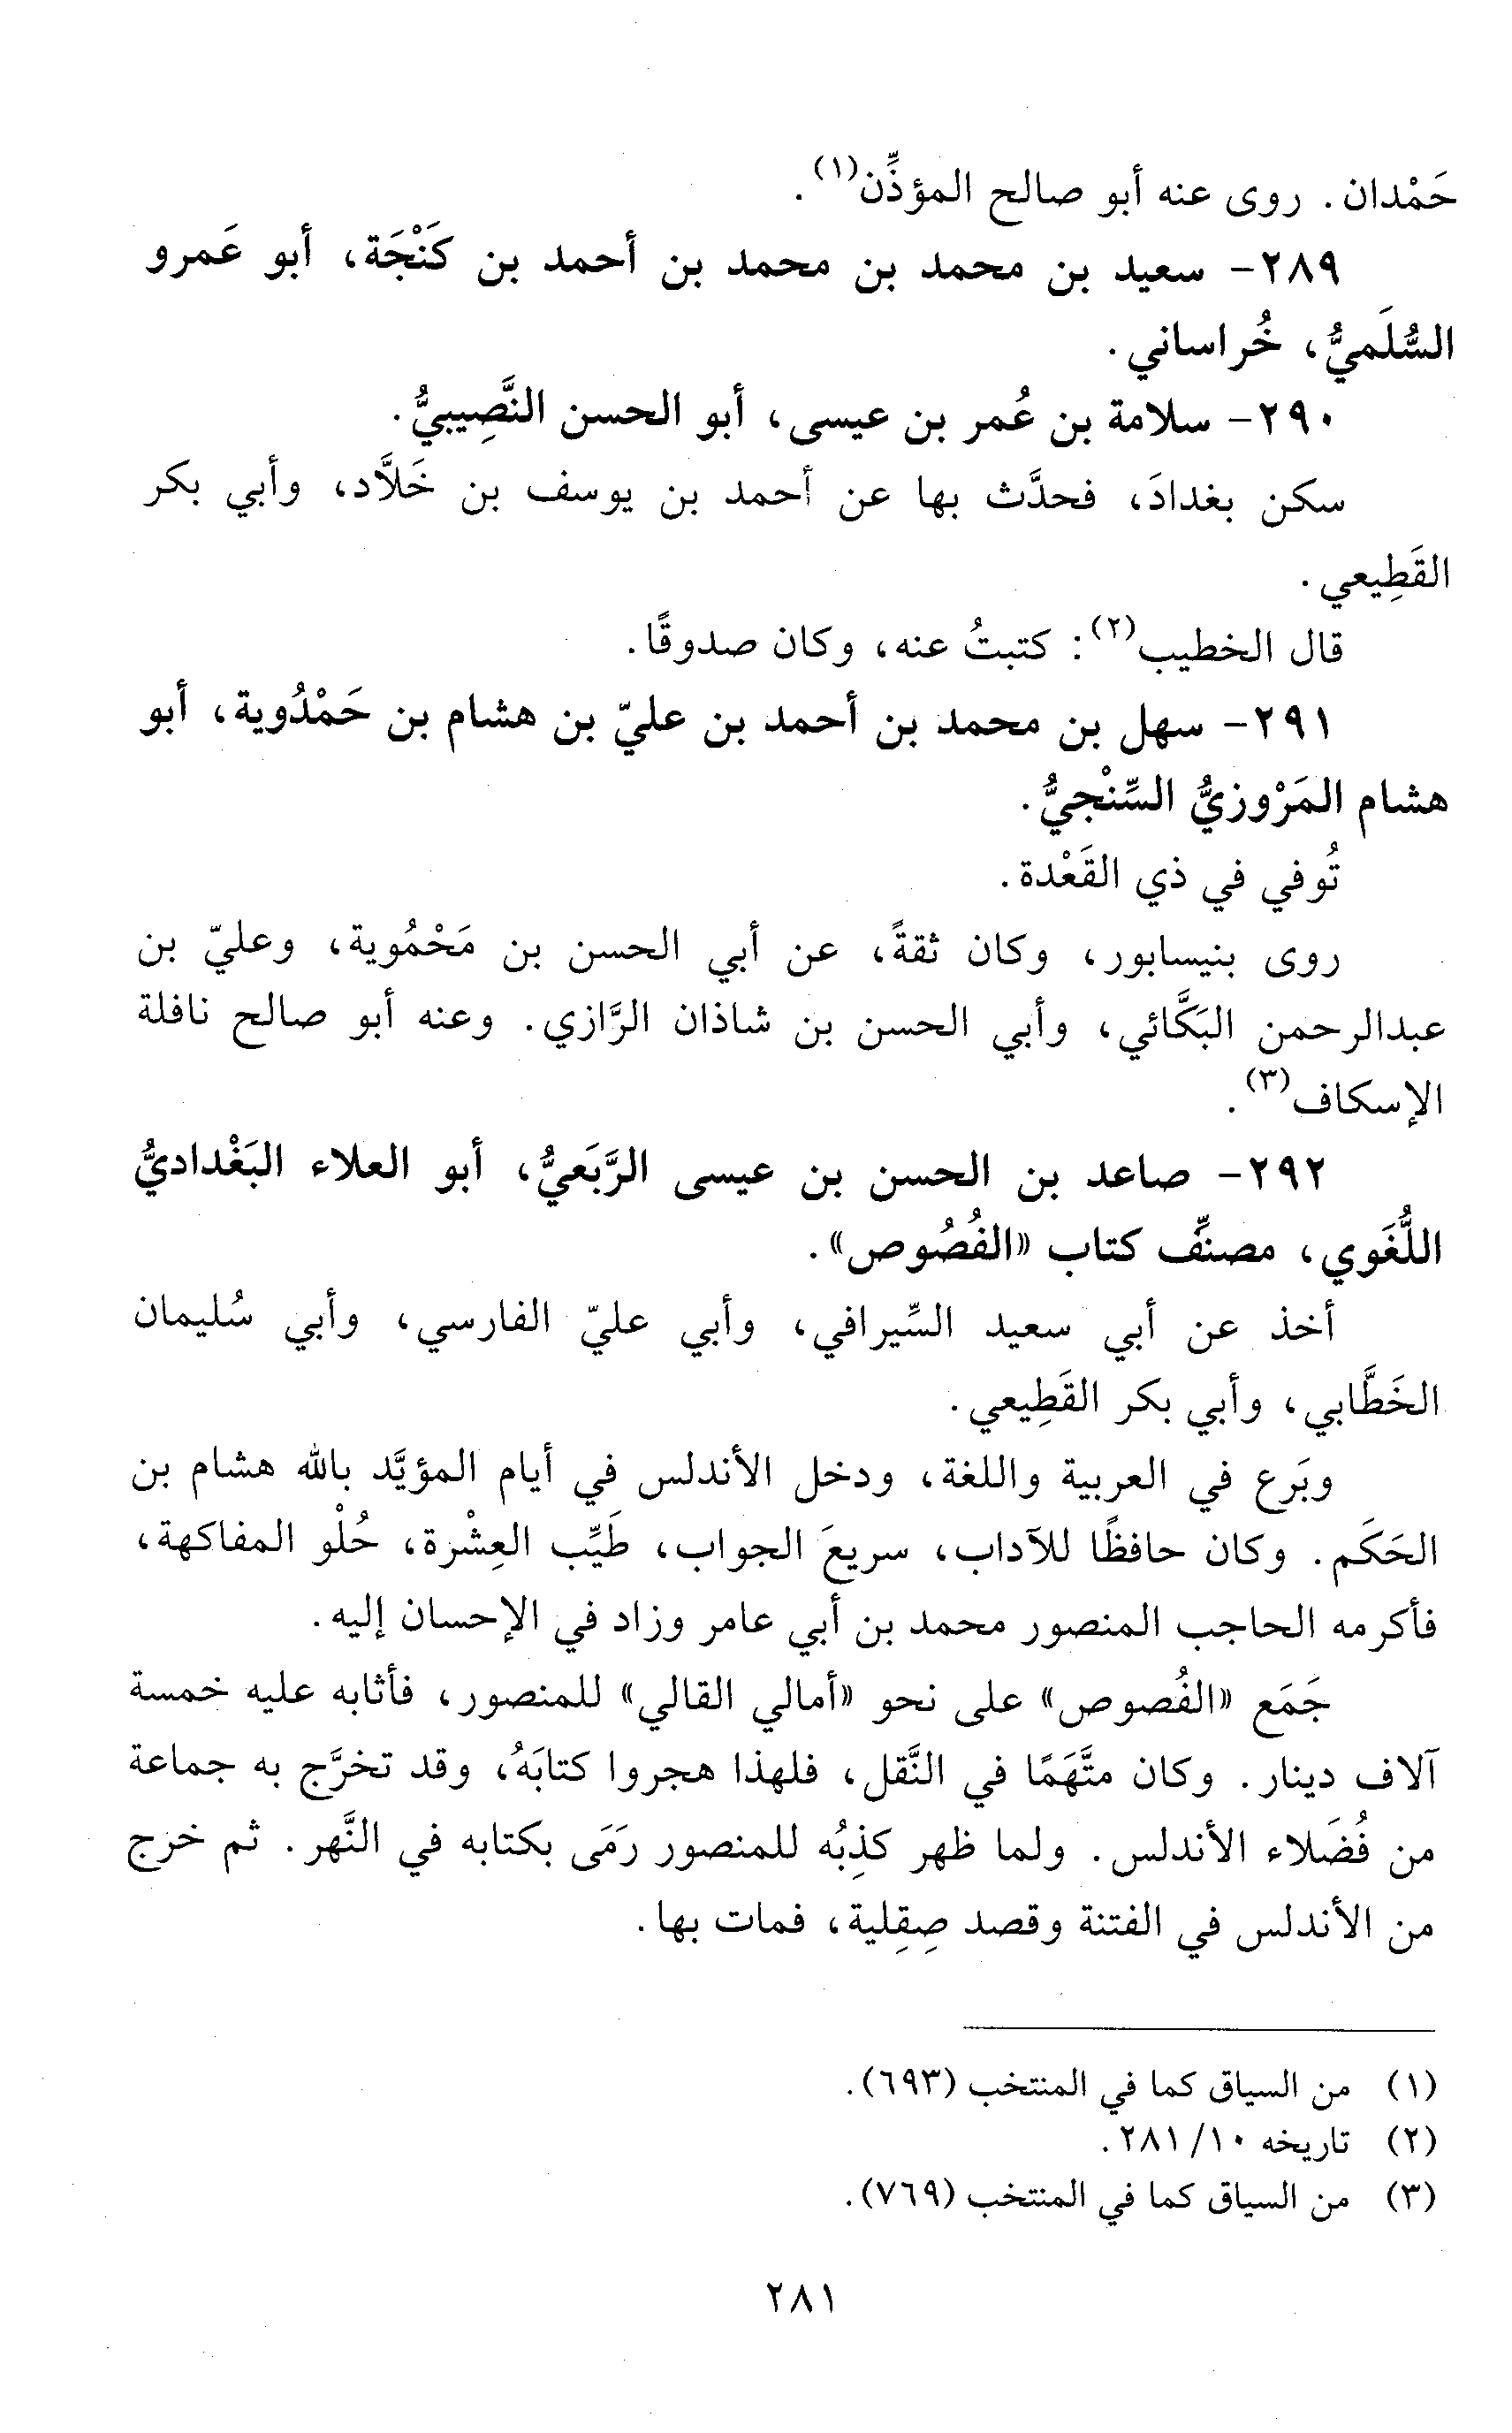 حَمْدان. روى عنه أبو صالح المؤذِّن(١).
٢٨٩- سعيد بن محمد بن محمد بن أحمد بن كَنْجَة، أبو عَمرو
السُّلَميُّ، خُراساني.
٢٩٠- سلامة بن عُمر بن عيسى، أبو الحسن النَّصِيبيُّ.
سكن بغدادَ، فحدَّث بها عن أحمد بن يوسف بن خَلاَّد، وأبي بكر
القَطِيعي.
قال الخطيب(٢): كتبتُ عنه، وكان صدوقًا.
٢٩١- سهل بن محمد بن أحمد بن عليّ بن هشام بن حَمْدُوية، أبو
هشام المَرْوزيُّ السِّنْجيُّ.
تُوفي في ذي القَعْدة.
روى بنيسابور، وكان ثقةً، عن أبي الحسن بن مَحْمُوية، وعليّ بن
عبدالرحمن البَكَّائي، وأبي الحسن بن شاذان الرَّازي. وعنه أبو صالح نافلة
الإسكاف(٣).
٢٩٢- صاعد بن الحسن بن عيسى الرَّبَعيُّ، أبو العلاء البَغْداديُّ
اللُّغَوي، مصنِّف كتاب «الفُصُوص».
أخذ عن أبي سعيد السِّيرافي، وأبي عليّ الفارسي، وأبي سُليمان
الخَطَّابي، وأبي بكر القَطِيعي.
وبَرع في العربية واللغة، ودخل الأندلس في أيام المؤيَّد بالله هشام بن
الحَكَم. وكان حافظًا للآداب، سريعَ الجواب، طَيِّب العِشْرة، حُلْو المفاكهة،
فأكرمه الحاجب المنصور محمد بن أبي عامر وزاد في الإحسان إليه.
جَمَع «الفُصوص» على نحو «أمالي القالي» للمنصور، فأثابه عليه خمسة
آلاف دينار. وكان متَّهَمًا في النَّقل، فلهذا هجروا كتابَهُ، وقد تخرَّج به جماعة
من فُضَلاء الأندلس. ولما ظهر كذِبُه للمنصور رَمَى بكتابه في النَّهر. ثم خرج
من الأندلس في الفتنة وقصد صِقِلية، فمات بها.
(١) من السياق كما في المنتخب (٦٩٣).
(٢) تاريخه ١٠/ ٢٨١.
(٣) من السياق كما في المنتخب (٧٦٩).
٢٨١